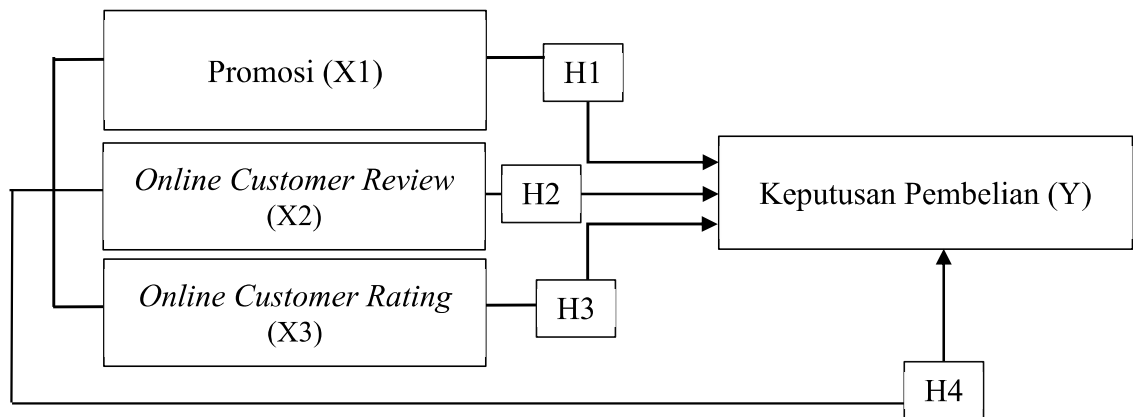 Promosi (X1)
H1
Online Customer Review
(X2)
H2
Keputusan Pembelian (Y)
Online Customer Rating
(X3)
H3
H4